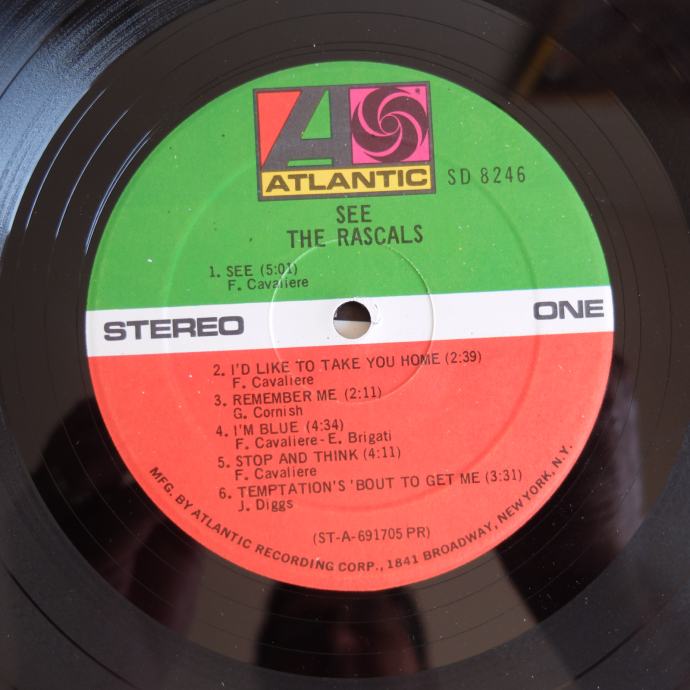 ATLANTIC
SD 8246
SEE
THE RASCALS
1. SEE (5:01)
F. Cavaliere
STEREO
ONE
2. I'D LIKE TO TAKE YOU HOME (2:39)
F. Cavaliere
3. REMEMBER ME (2:11)
G. Cornish
4. I'M BLUE (4:34)
F. Cavaliere - E. Brigati
5. STOP AND THINK (4:11)
F. Cavaliere
6. TEMPTATION'S 'BOUT TO GET ME (3:31)
J. Diggs
(ST-A-691705 PR)
MFG. BY ATLANTIC RECORDING CORP., 1841 BROADWAY, NEW YORK, N.Y.